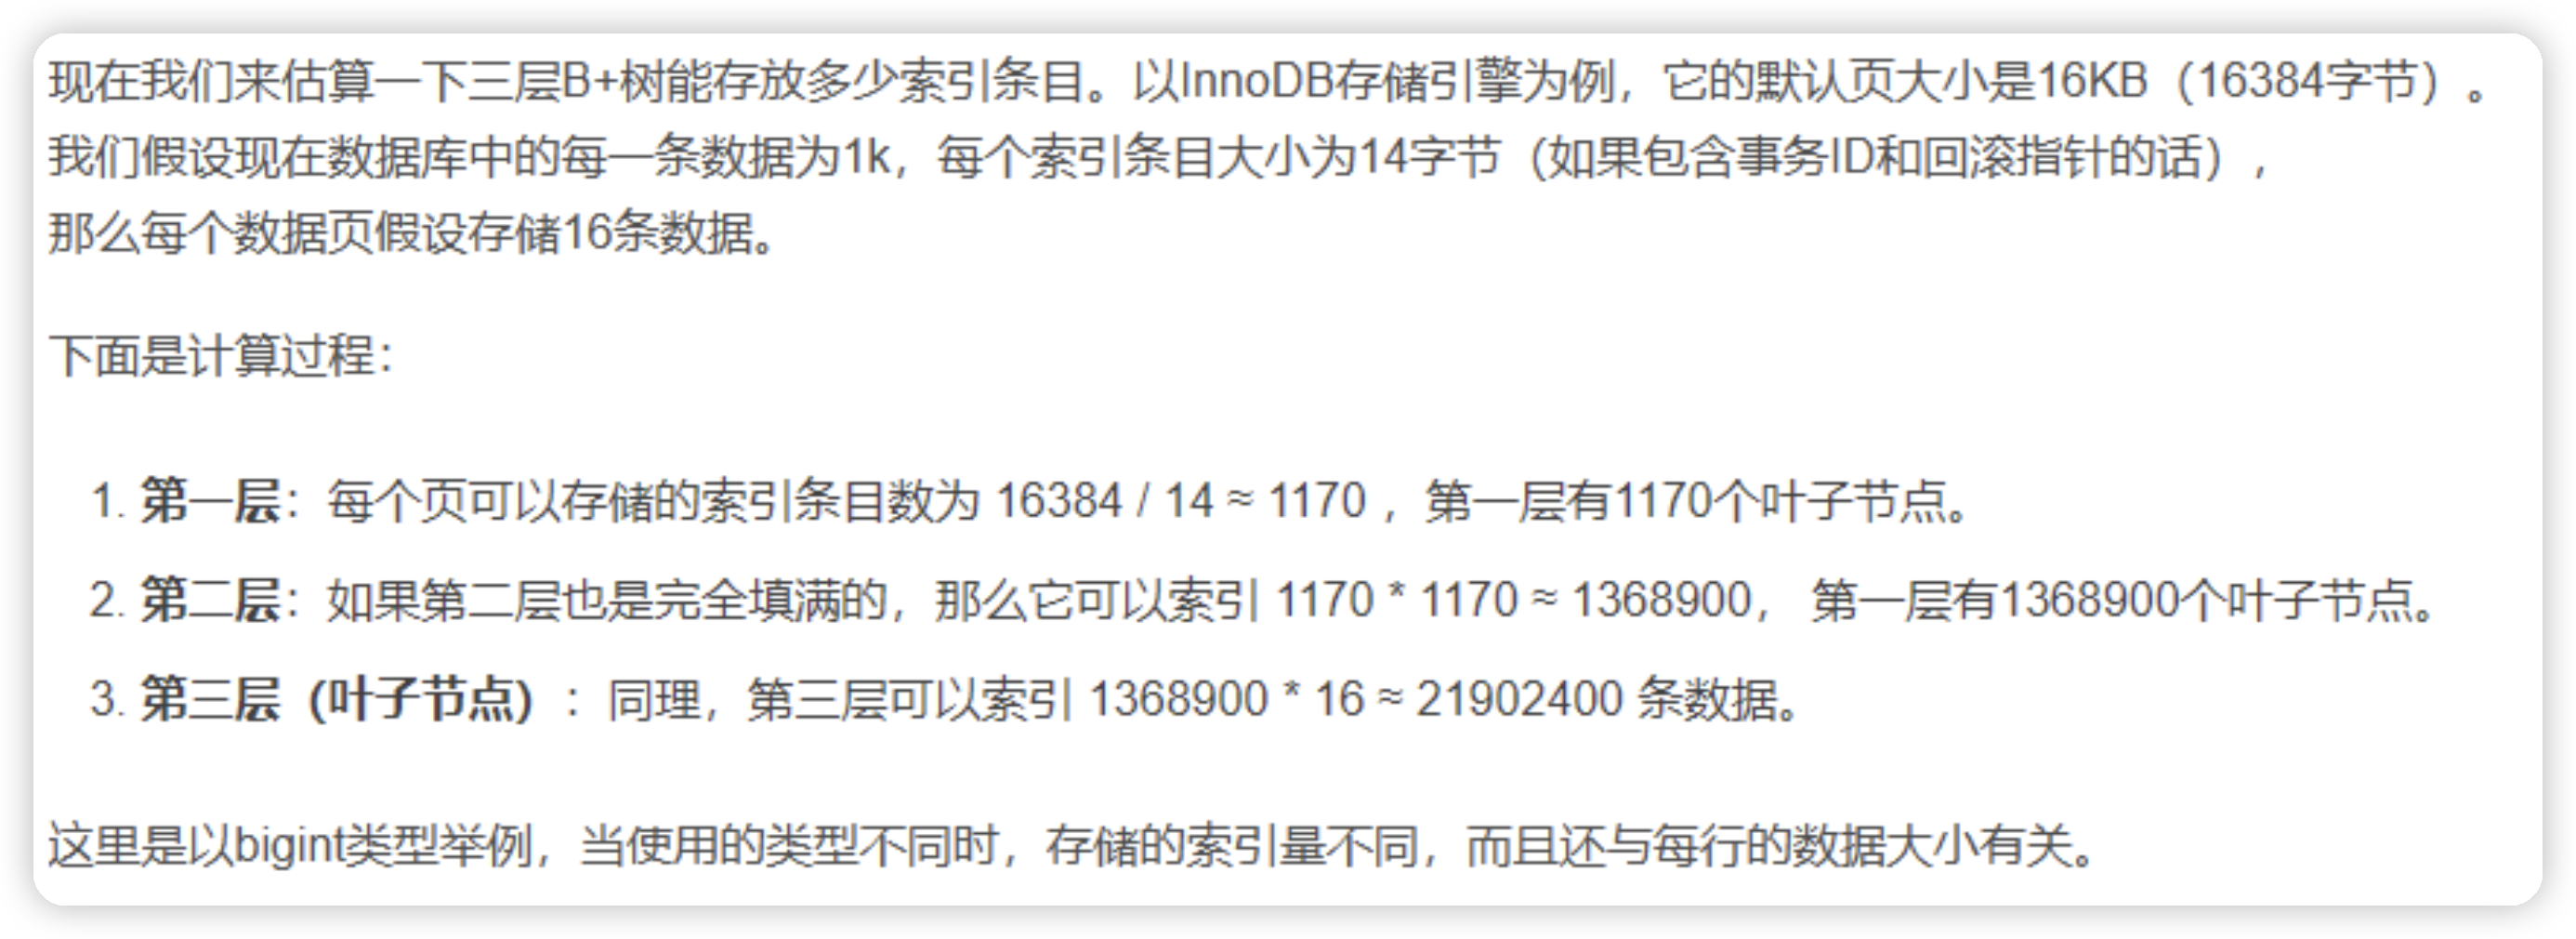 现在我们来估算一下三层B+树能存放多少索引条目。以InnoDB存储引擎为例，它的默认页大小是16KB（16384字节）。
我们假设现在数据库中的每一条数据为1k，每个索引条目大小为14字节（如果包含事务ID和回滚指针的话），
那么每个数据页假设存储16条数据。
下面是计算过程：
1. 第一层：每个页可以存储的索引条目数为 16384 / 14 ≈ 1170 ，第一层有1170个叶子节点。
2. 第二层：如果第二层也是完全填满的，那么它可以索引 1170 * 1170 ≈ 1368900， 第一层有1368900个叶子节点。
3. 第三层（叶子节点）：同理，第三层可以索引 1368900 * 16 ≈ 21902400 条数据。
这里是以bigint类型举例，当使用的类型不同时，存储的索引量不同，而且还与每行的数据大小有关。